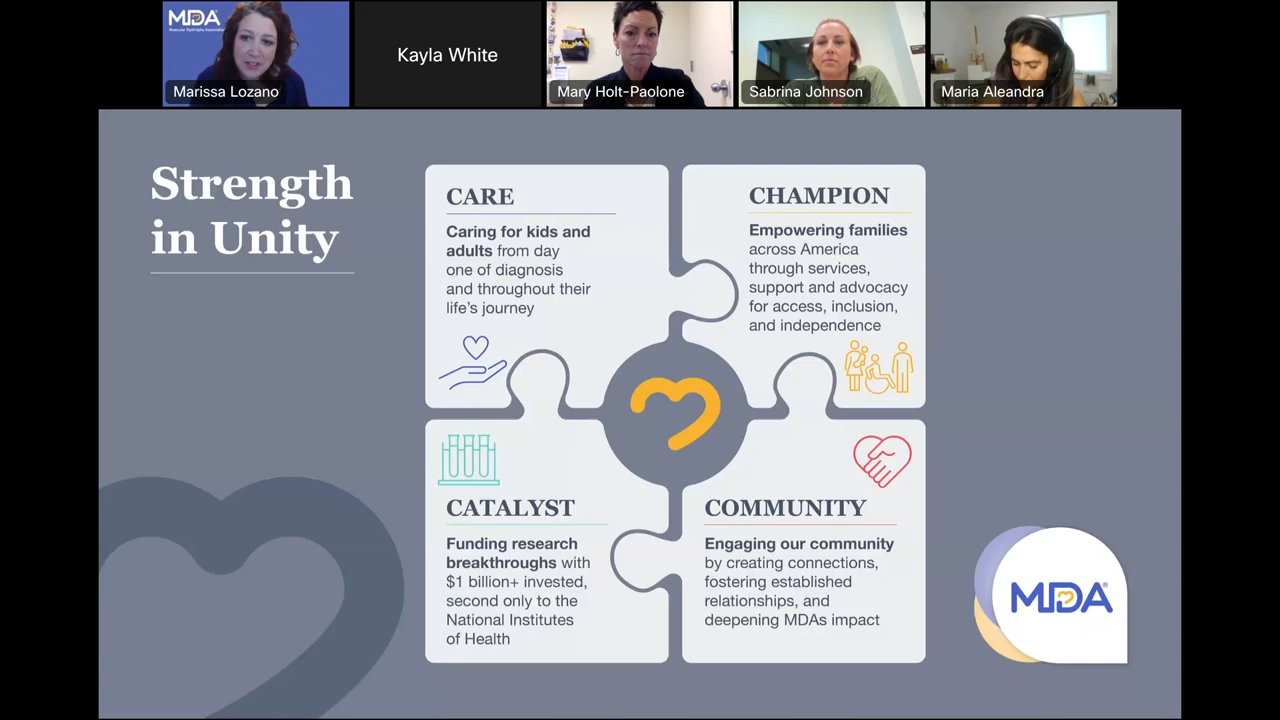 MDA
Muscular Dystrophy Association
Marissa Lozano
Kayla White
Mary Holt-Paolone
Sabrina Johnson
Maria Aleandra
Strength
in Unity
CARE
Caring for kids and
adults from day
one of diagnosis
and throughout their
life's journey
CHAMPION
Empowering families
across America
through services,
support and advocacy
for access, inclusion,
and independence
CATALYST
Funding research
breakthroughs with
$1 billion+ invested,
second only to the
National Institutes
of Health
COMMUNITY
Engaging our community
by creating connections,
fostering established
relationships, and
deepening MDAs impact
MDA®